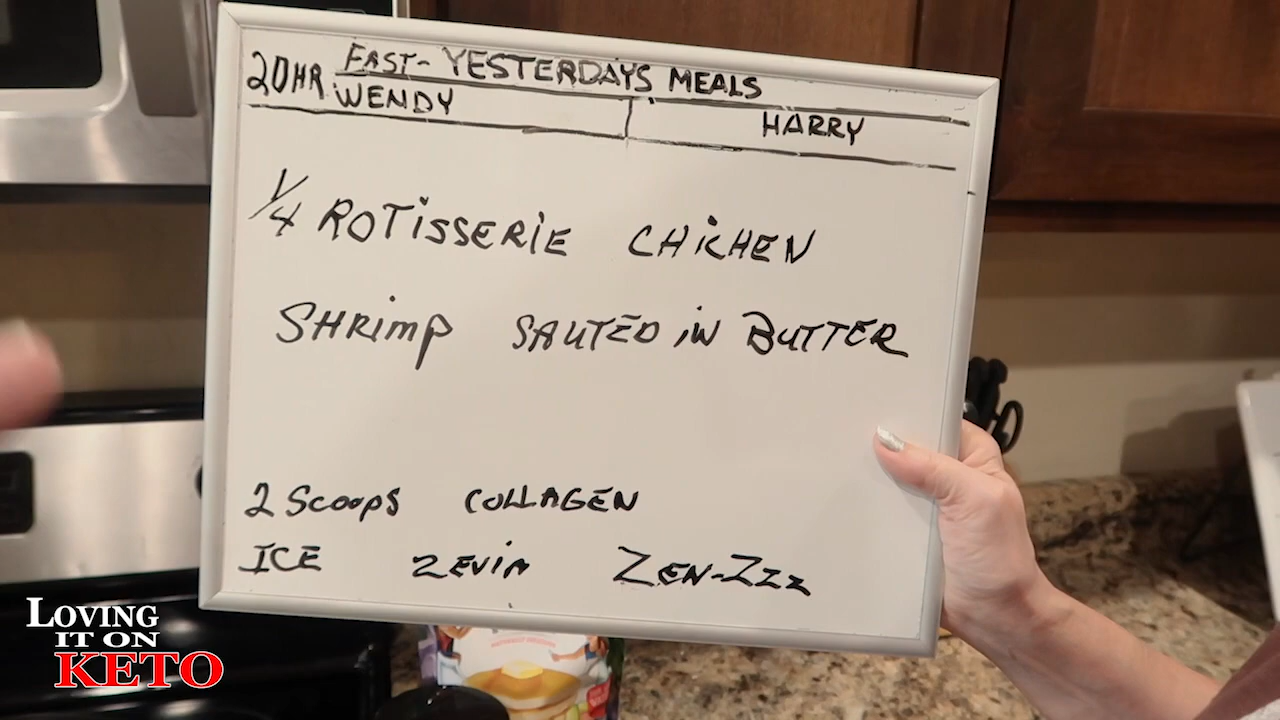 20HR FAST- YESTERDAYS MEALS
WENDY HARRY
1/4 ROTISSERIE CHICHEN
SHRIMP SAUTED IN BUTTER
2 SCOOPS COLLAGEN
ICE ZEVIA ZEN-ZZZ
LOVING
IT ON
KETO